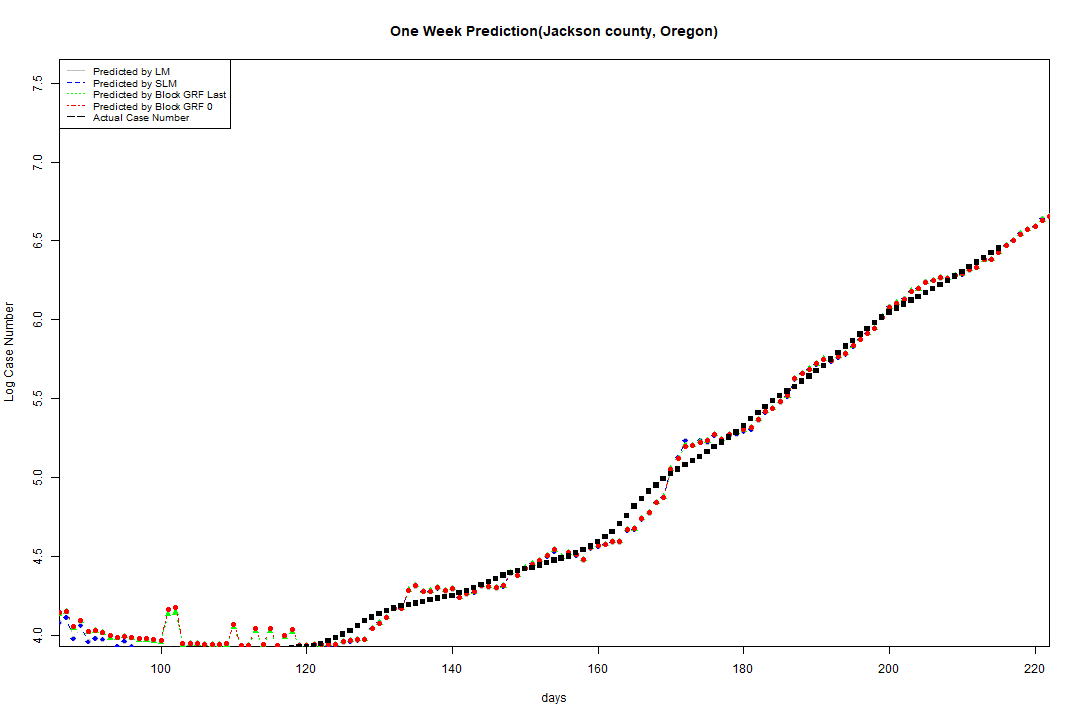 One Week Prediction(Jackson county, Oregon)
Predicted by LM
Predicted by SLM
Predicted by Block GRF Last
Predicted by Block GRF 0
Actual Case Number
7.5
7.0
6.5
6.0
5.5
5.0
4.5
4.0
Log Case Number
100 120 140 160 180 200 220
days